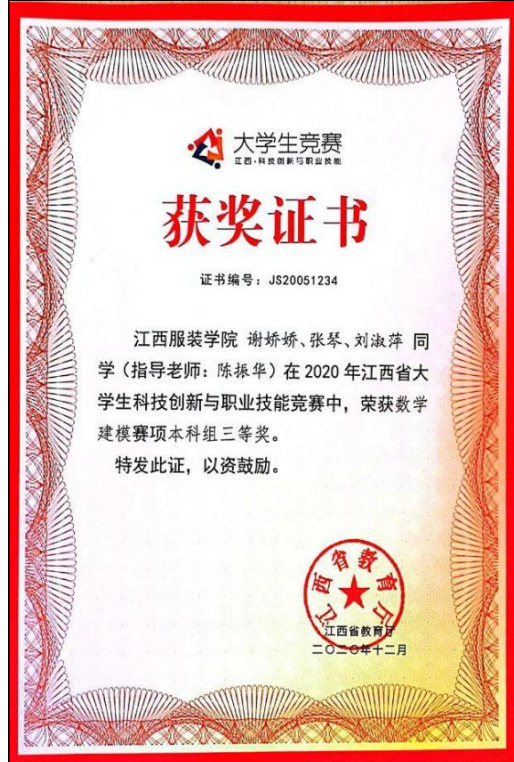 大学生竞赛
江西·科技创新与职业技能
获奖证书
证书编号：JS20051234
江西服装学院 谢娇娇、张琴、刘淑萍 同
学（指导老师：陈振华）在 2020 年江西省大
学生科技创新与职业技能竞赛中，荣获数学
建模赛项本科组三等奖。
特发此证，以资鼓励。
江西省教育厅
江西省教育厅
二〇二〇年十二月